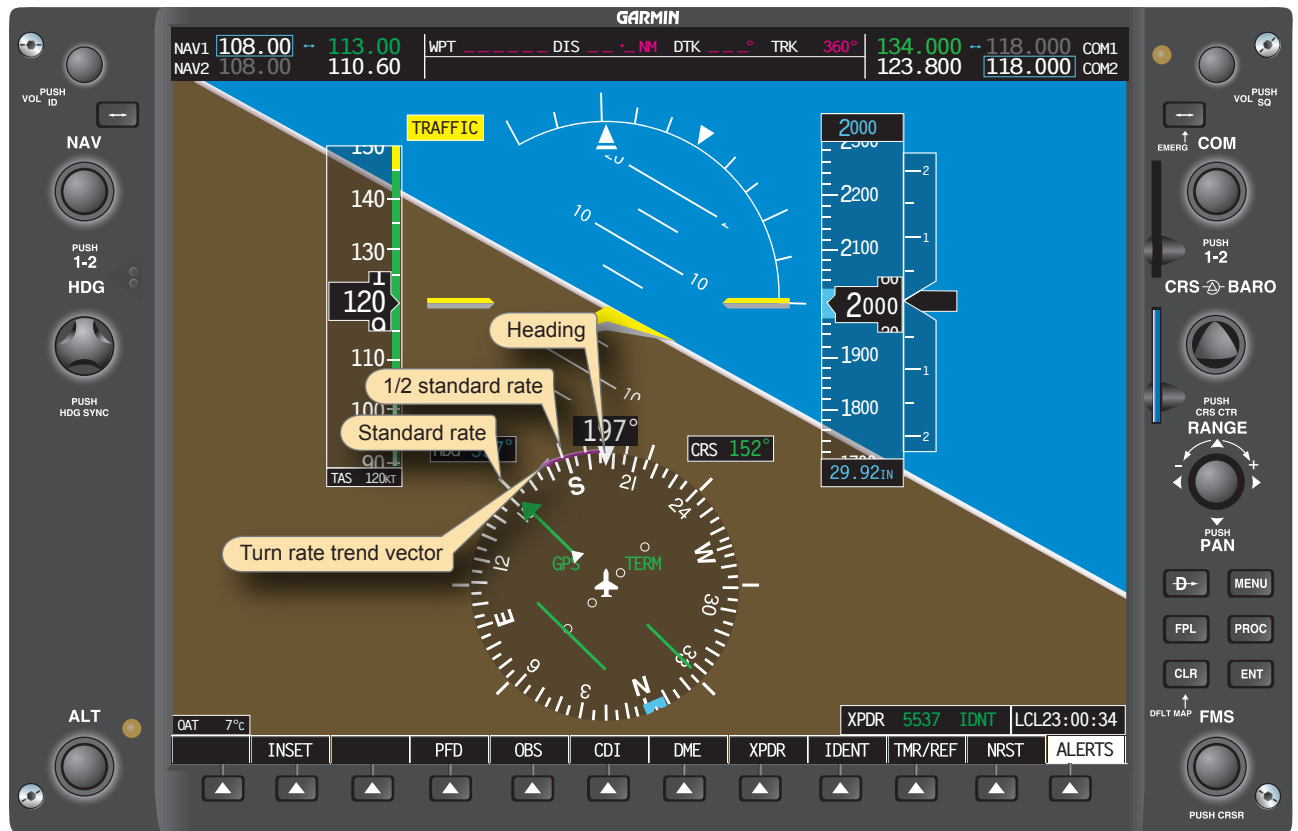 GARMIN
NAV1 108.00 ↔ 113.00
NAV2 108.00 110.60
WPT _ _ _ _ _ _ DIS _ _ . _ NM DTK _ _ _° TRK 360°
134.000 ↔ 118.000 COM1
123.800 118.000 COM2
VOL PUSH ID
NAV
PUSH
1-2
HDG
PUSH
HDG SYNC
ALT
TRAFFIC
140
130
120
110
100
90
TAS 120KT
20
10
10
10
2000
2200
2100
2000
1900
1800
29.92IN
2
1
1
2
Heading
1/2 standard rate
Standard rate
Turn rate trend vector
197°
CRS 152°
GPS
TERM
S
21
24
W
30
33
N
3
6
E
12
OAT 7°C
XPDR 5537 IDNT LCL23:00:34
INSET PFD OBS CDI DME XPDR IDENT TMR/REF NRST ALERTS
VOL PUSH SQ
EMERG
COM
PUSH
1-2
CRS BARO
PUSH
CRS CTR
RANGE
- +
PUSH
PAN
D MENU
FPL PROC
CLR ENT
DFLT MAP
FMS
PUSH CRSR